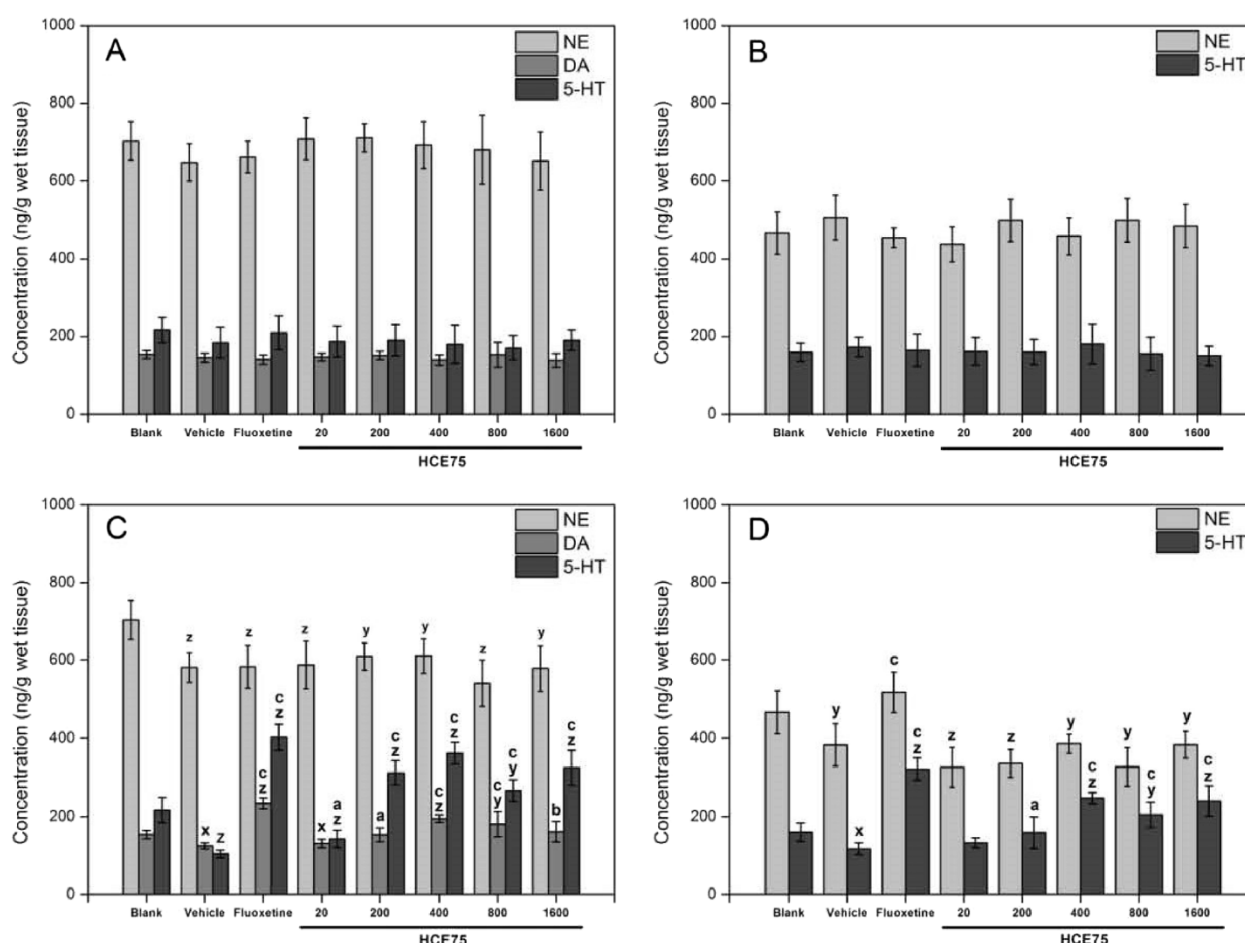 A
NE
DA
5-HT
Concentration (ng/g wet tissue)
1000
800
600
400
200
0
Blank Vehicle Fluoxetine 20 200 400 800 1600
HCE75
B
NE
5-HT
Concentration (ng/g wet tissue)
1000
800
600
400
200
0
Blank Vehicle Fluoxetine 20 200 400 800 1600
HCE75
C
NE
DA
5-HT
Concentration (ng/g wet tissue)
1000
800
600
400
200
0
z z z y y z y
c c c c c
z z z y z
c a c c
x z z x z a z y b
Blank Vehicle Fluoxetine 20 200 400 800 1600
HCE75
D
NE
5-HT
Concentration (ng/g wet tissue)
1000
800
600
400
200
0
c
y z z y y y
c c c c
x z a z y z
Blank Vehicle Fluoxetine 20 200 400 800 1600
HCE75